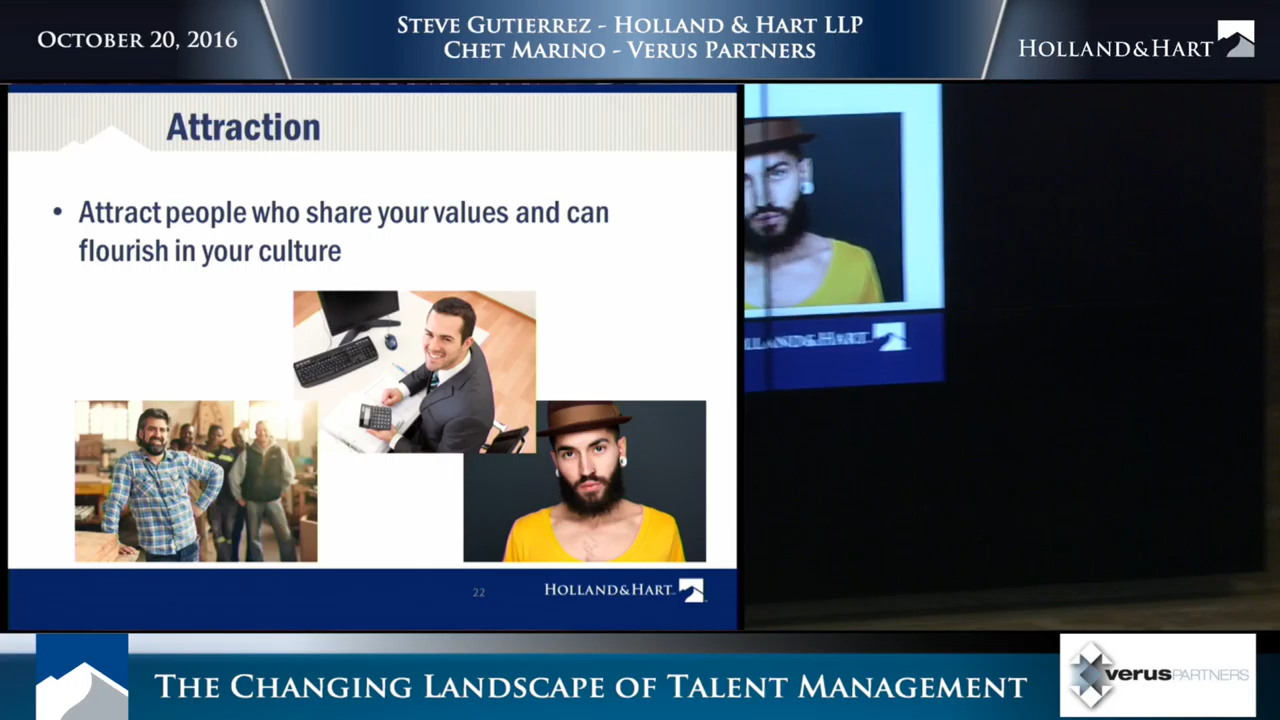 OCTOBER 20, 2016
STEVE GUTIERREZ - HOLLAND & HART LLP
CHET MARINO - VERUS PARTNERS
HOLLAND&HART
Attraction
• Attract people who share your values and can
flourish in your culture
22
HOLLAND&HART
LLAND&HART
THE CHANGING LANDSCAPE OF TALENT MANAGEMENT
verusPARTNERS